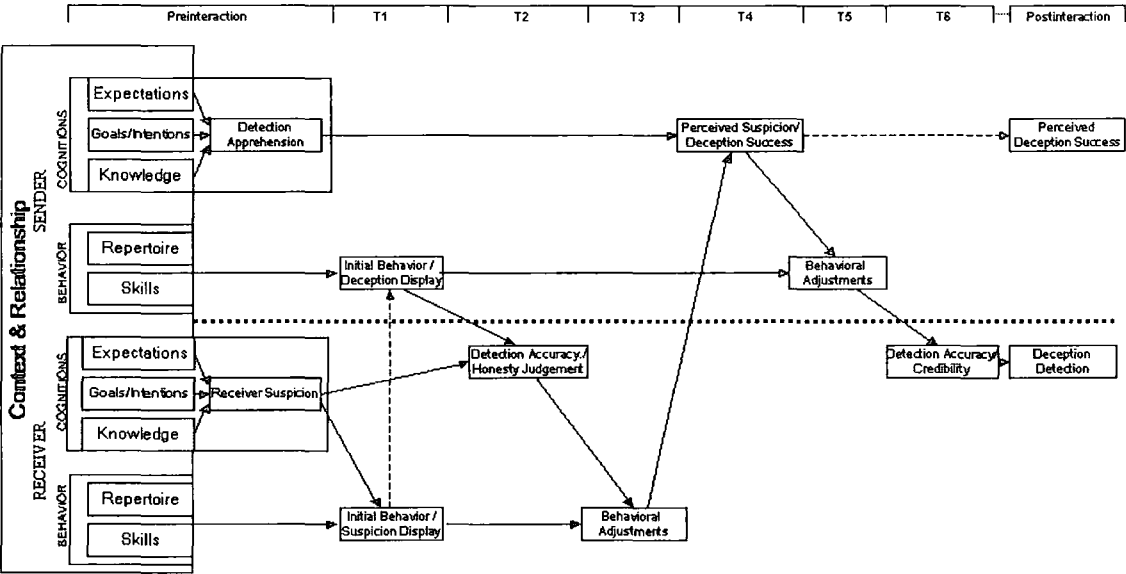 Preinteraction T1 T2 T3 T4 T5 T6 Postinteraction
Context & Relationship
SENDER
COGNITIONS
Expectations
Goals/Intentions
Knowledge
Detection
Apprehension
Perceived Suspicion/
Deception Success
Perceived
Deception Success
BEHAVIOR
Repertoire
Skills
Initial Behavior /
Deception Display
Behavioral
Adjustments
RECEIVER
COGNITIONS
Expectations
Goals/Intentions
Knowledge
Receiver Suspicion
Detection Accuracy./
Honesty Judgement
Detection Accuracy/
Credibility
Deception
Detection
BEHAVIOR
Repertoire
Skills
Initial Behavior /
Suspicion Display
Behavioral
Adjustments